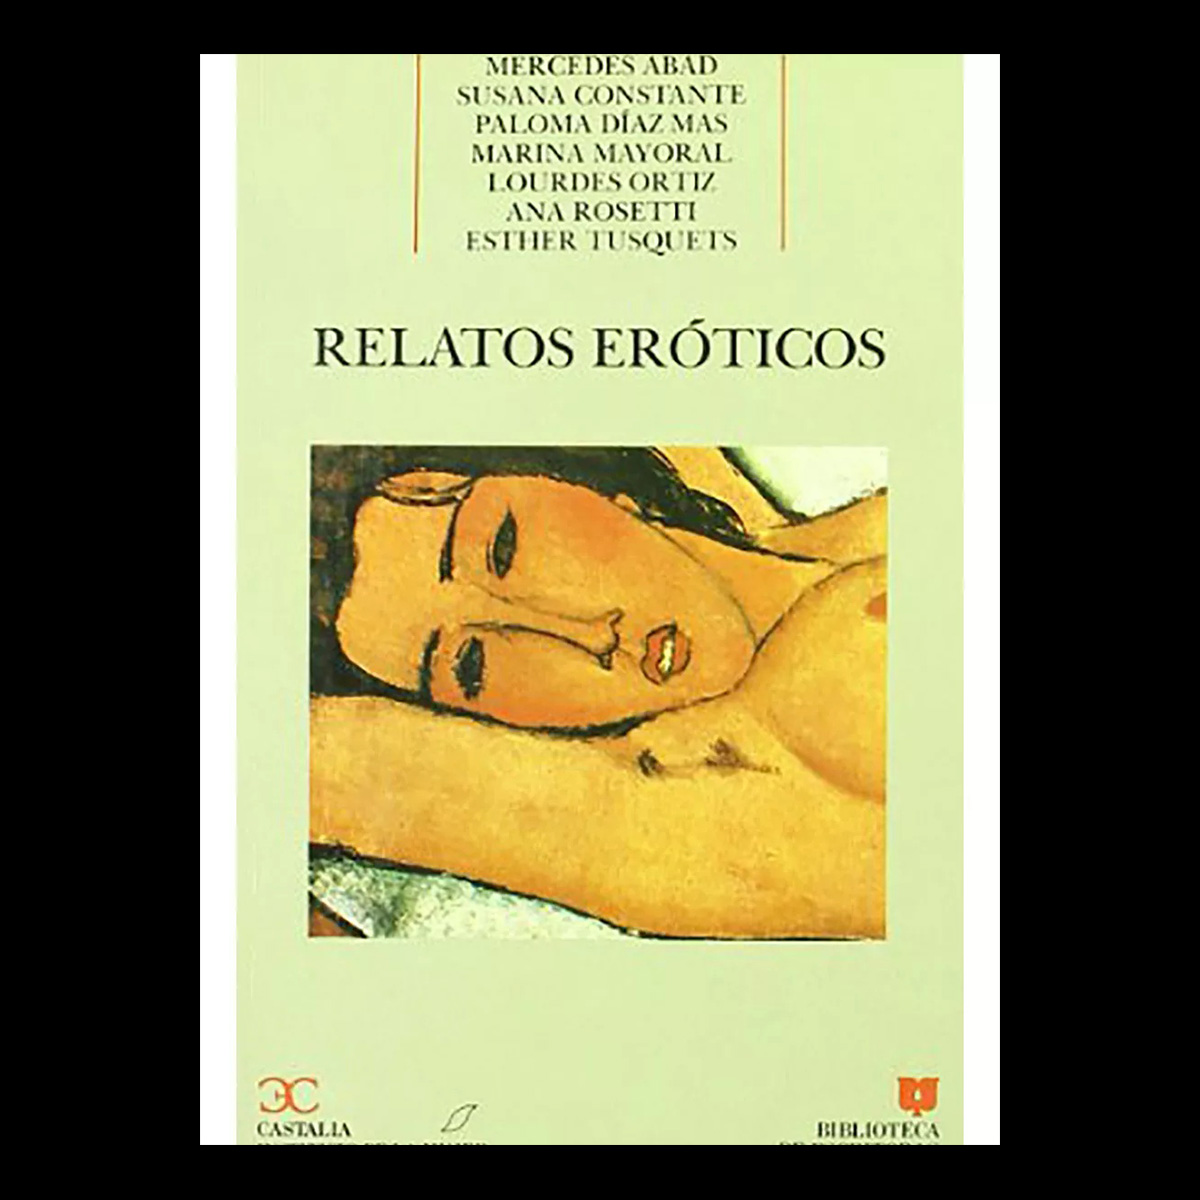 MERCEDES ABAD
SUSANA CONSTANTE
PALOMA DÍAZ MAS
MARINA MAYORAL
LOURDES ORTIZ
ANA ROSETTI
ESTHER TUSQUETS
RELATOS ERÓTICOS
CASTALIA
BIBLIOTECA